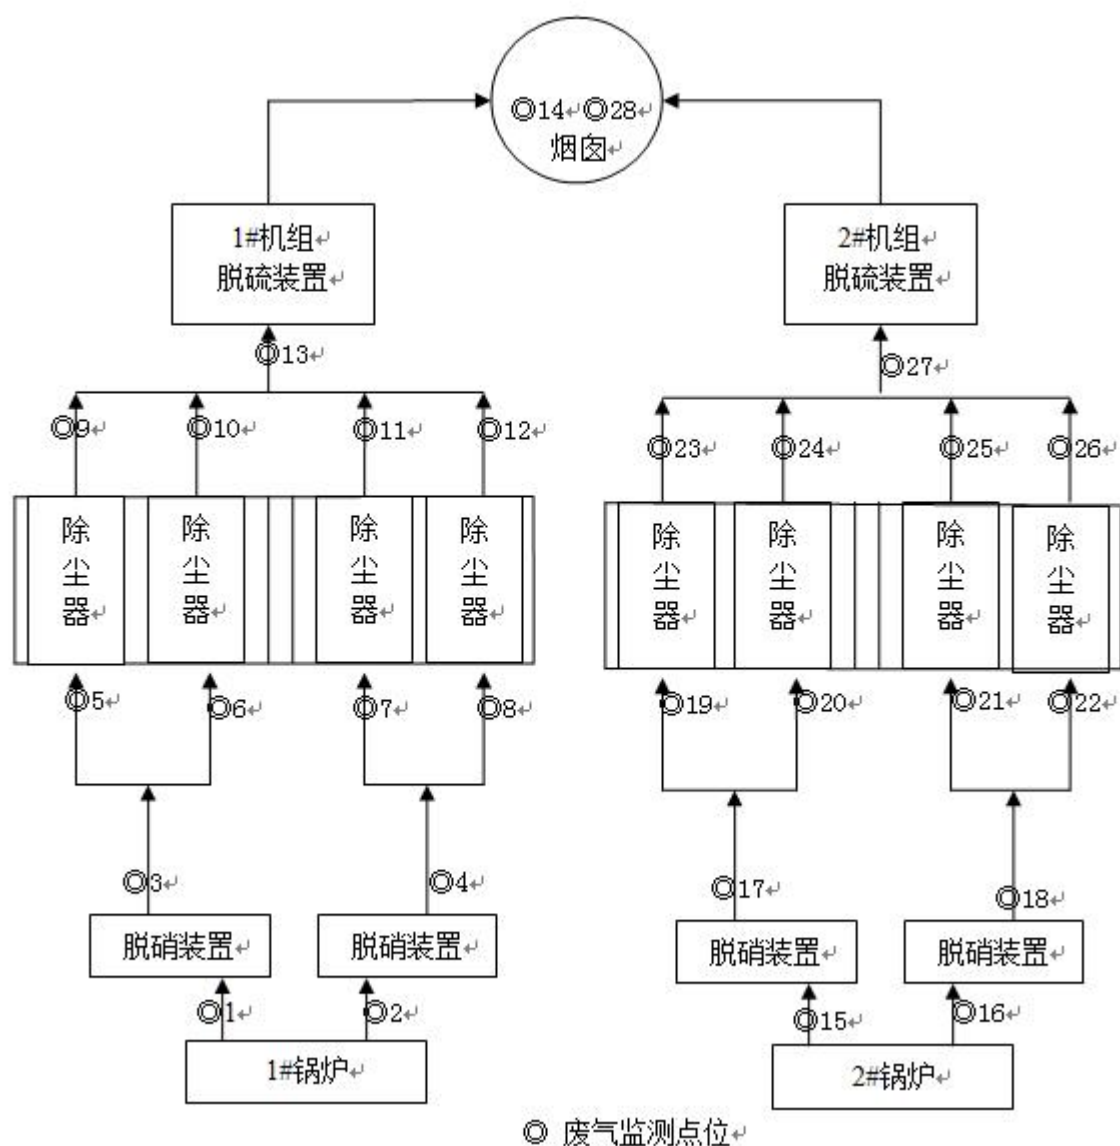 ◎14 ◎28
烟囱
1#机组
脱硫装置
2#机组
脱硫装置
◎13
◎27
◎9 ◎10 ◎11 ◎12
◎23 ◎24 ◎25 ◎26
除
尘
器
除
尘
器
除
尘
器
除
尘
器
除
尘
器
除
尘
器
除
尘
器
除
尘
器
◎5 ◎6 ◎7 ◎8
◎19 ◎20 ◎21 ◎22
◎3 ◎4
◎17 ◎18
脱硝装置 脱硝装置
脱硝装置 脱硝装置
◎1 ◎2
◎15 ◎16
1#锅炉
2#锅炉
◎ 废气监测点位